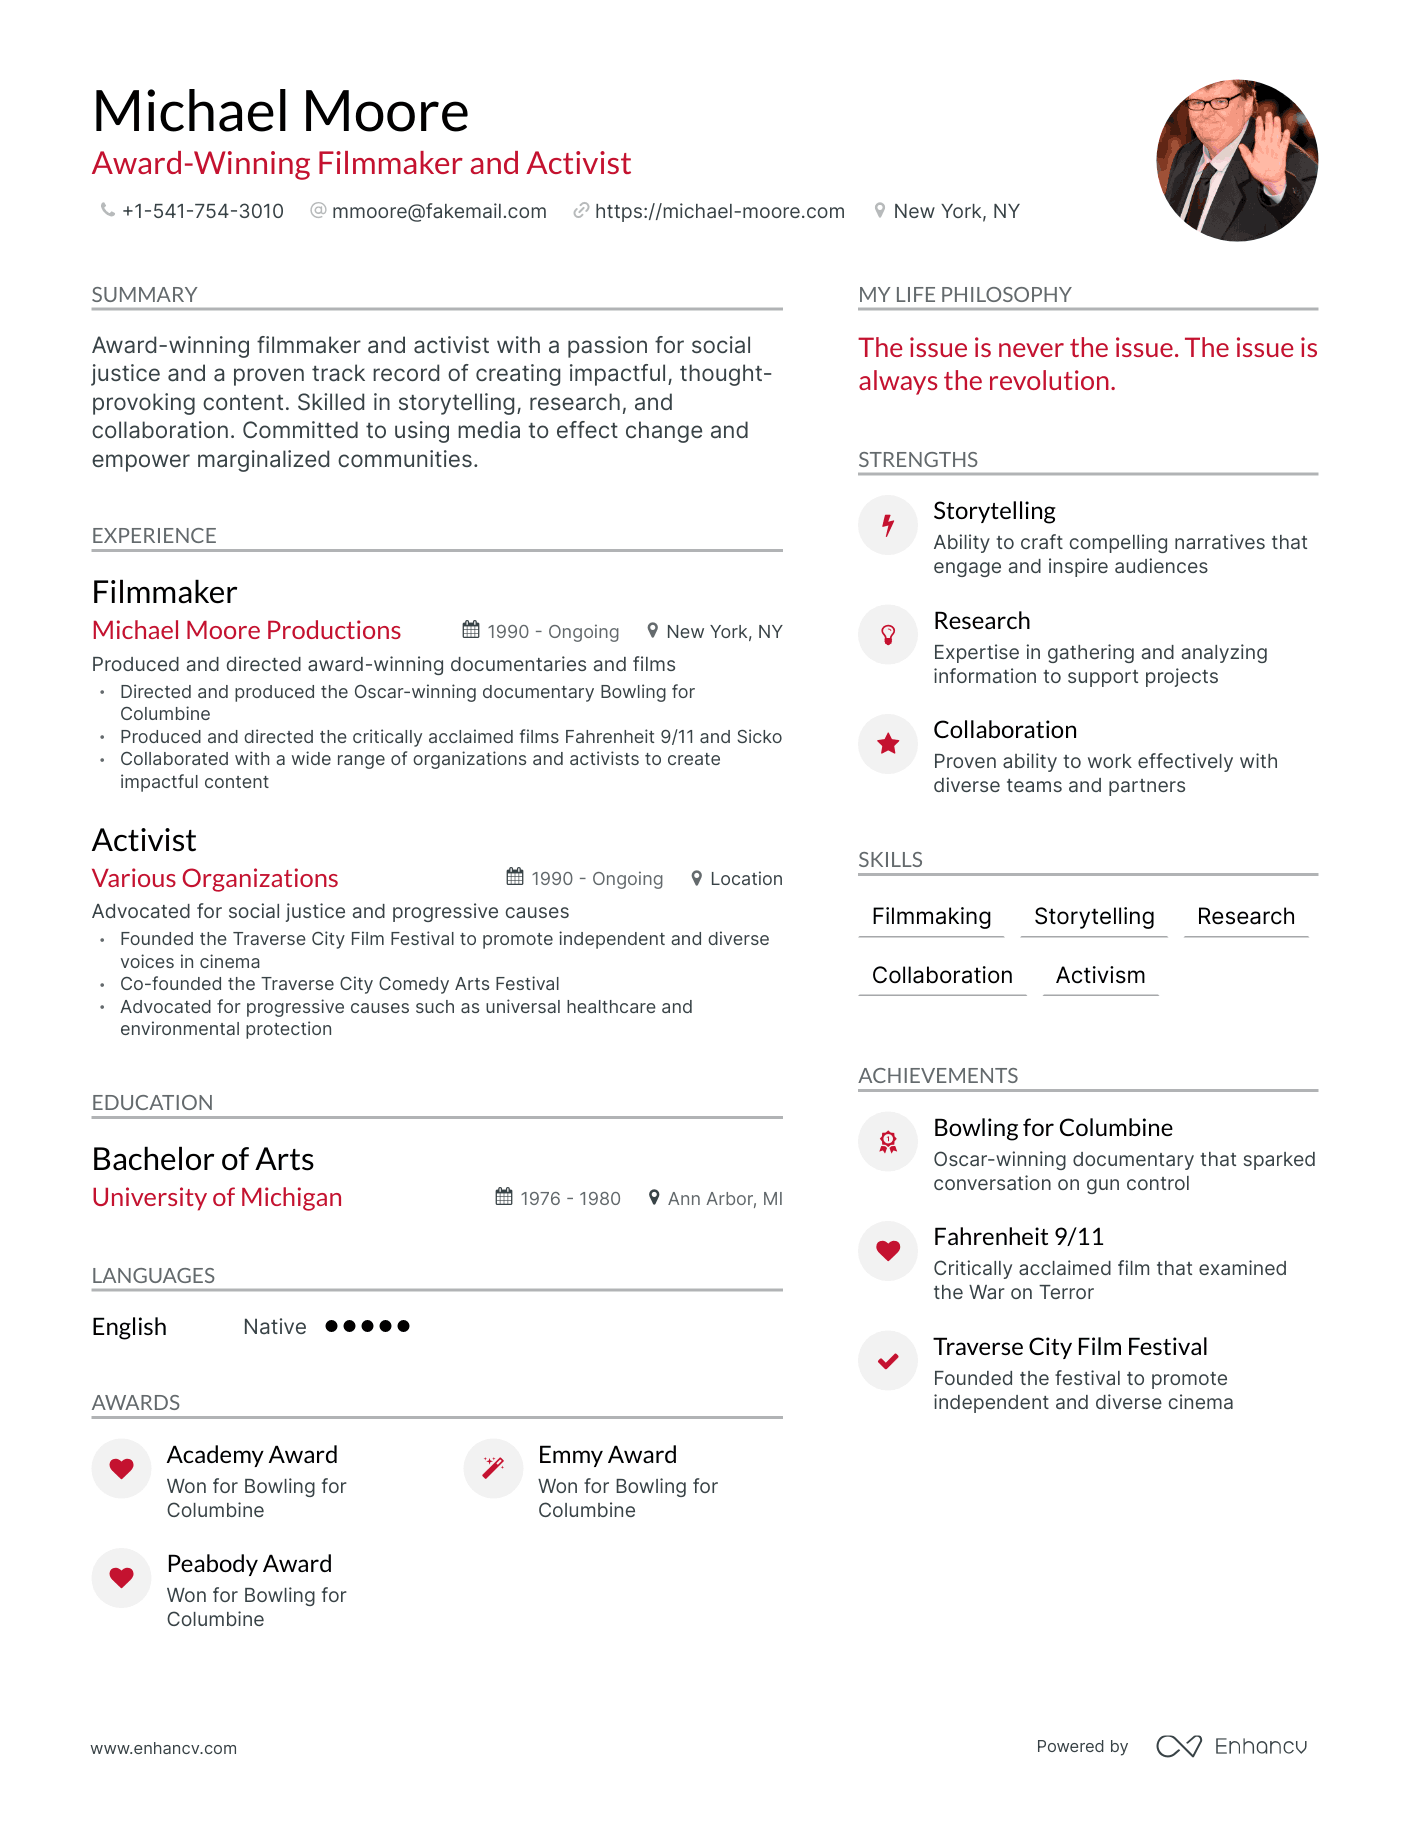 Michael Moore
Award-Winning Filmmaker and Activist
+1-541-754-3010 @ mmoore@fakemail.com https://michael-moore.com New York, NY
SUMMARY
Award-winning filmmaker and activist with a passion for social
justice and a proven track record of creating impactful, thought-
provoking content. Skilled in storytelling, research, and
collaboration. Committed to using media to effect change and
empower marginalized communities.
EXPERIENCE
Filmmaker
Michael Moore Productions 1990 - Ongoing New York, NY
Produced and directed award-winning documentaries and films
• Directed and produced the Oscar-winning documentary Bowling for
Columbine
• Produced and directed the critically acclaimed films Fahrenheit 9/11 and Sicko
• Collaborated with a wide range of organizations and activists to create
impactful content
Activist
Various Organizations 1990 - Ongoing Location
Advocated for social justice and progressive causes
• Founded the Traverse City Film Festival to promote independent and diverse
voices in cinema
• Co-founded the Traverse City Comedy Arts Festival
• Advocated for progressive causes such as universal healthcare and
environmental protection
EDUCATION
Bachelor of Arts
University of Michigan 1976 - 1980 Ann Arbor, MI
LANGUAGES
English Native
AWARDS
Academy Award
Won for Bowling for
Columbine
Emmy Award
Won for Bowling for
Columbine
Peabody Award
Won for Bowling for
Columbine
MY LIFE PHILOSOPHY
The issue is never the issue. The issue is
always the revolution.
STRENGTHS
Storytelling
Ability to craft compelling narratives that
engage and inspire audiences
Research
Expertise in gathering and analyzing
information to support projects
Collaboration
Proven ability to work effectively with
diverse teams and partners
SKILLS
Filmmaking Storytelling Research
Collaboration Activism
ACHIEVEMENTS
Bowling for Columbine
Oscar-winning documentary that sparked
conversation on gun control
Fahrenheit 9/11
Critically acclaimed film that examined
the War on Terror
Traverse City Film Festival
Founded the festival to promote
independent and diverse cinema
www.enhancv.com
Powered by Enhancv